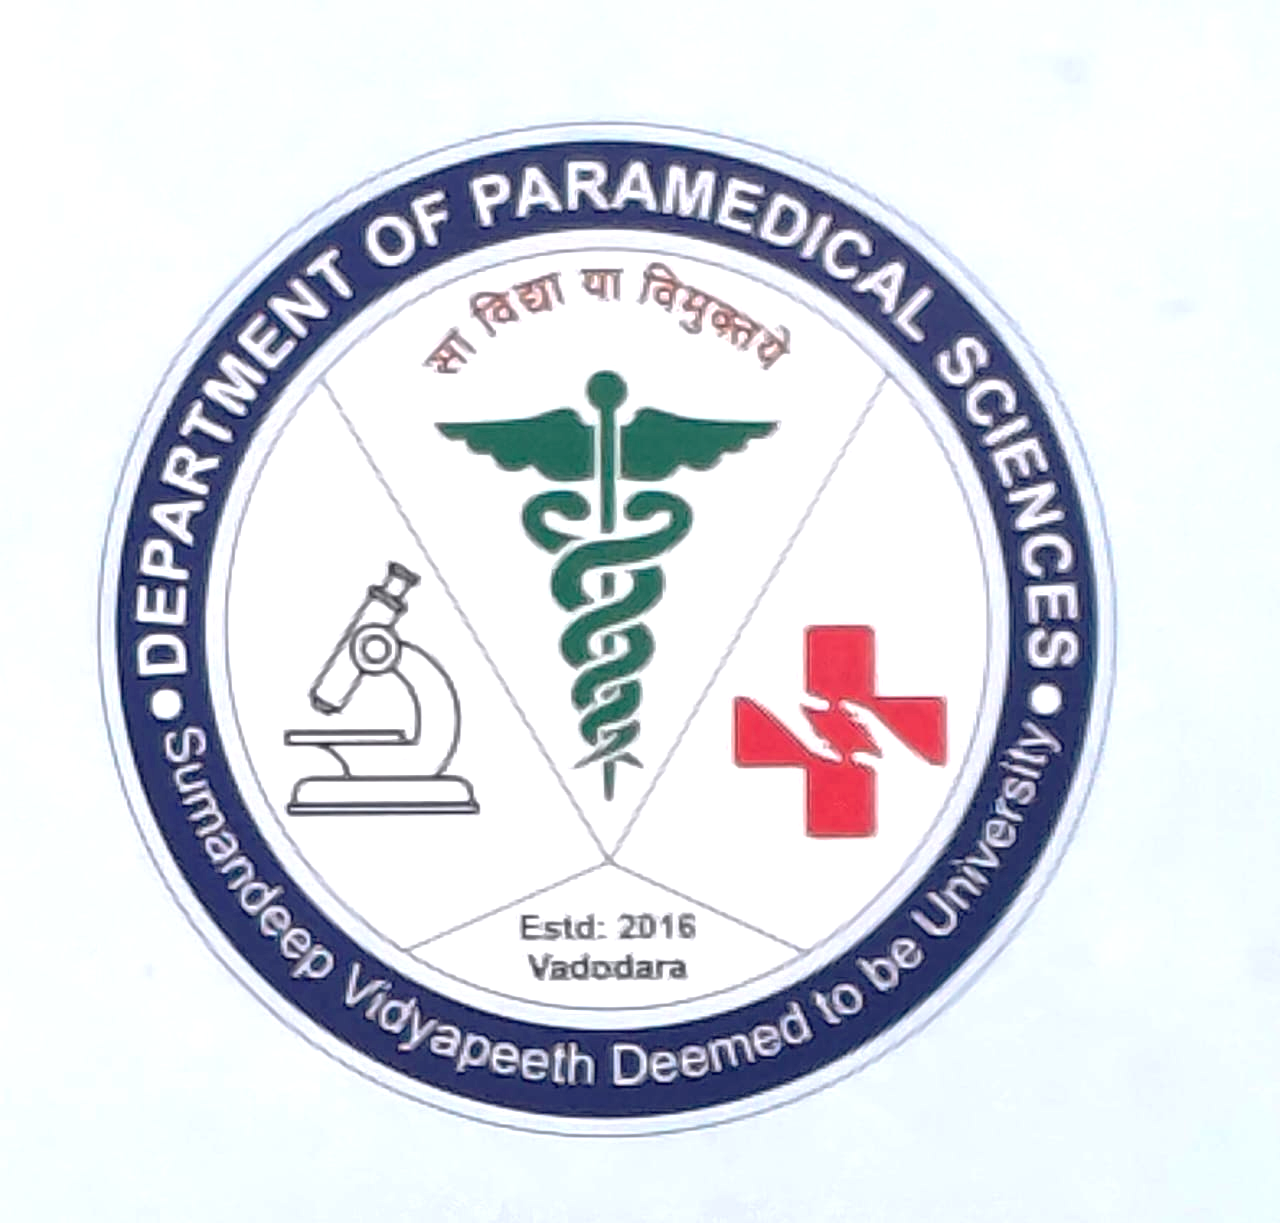 DEPARTMENT OF PARAMEDICAL SCIENCES
सा विद्या या विमुक्तये
Estd: 2016
Vadodara
Sumandeep Vidyapeeth Deemed to be University